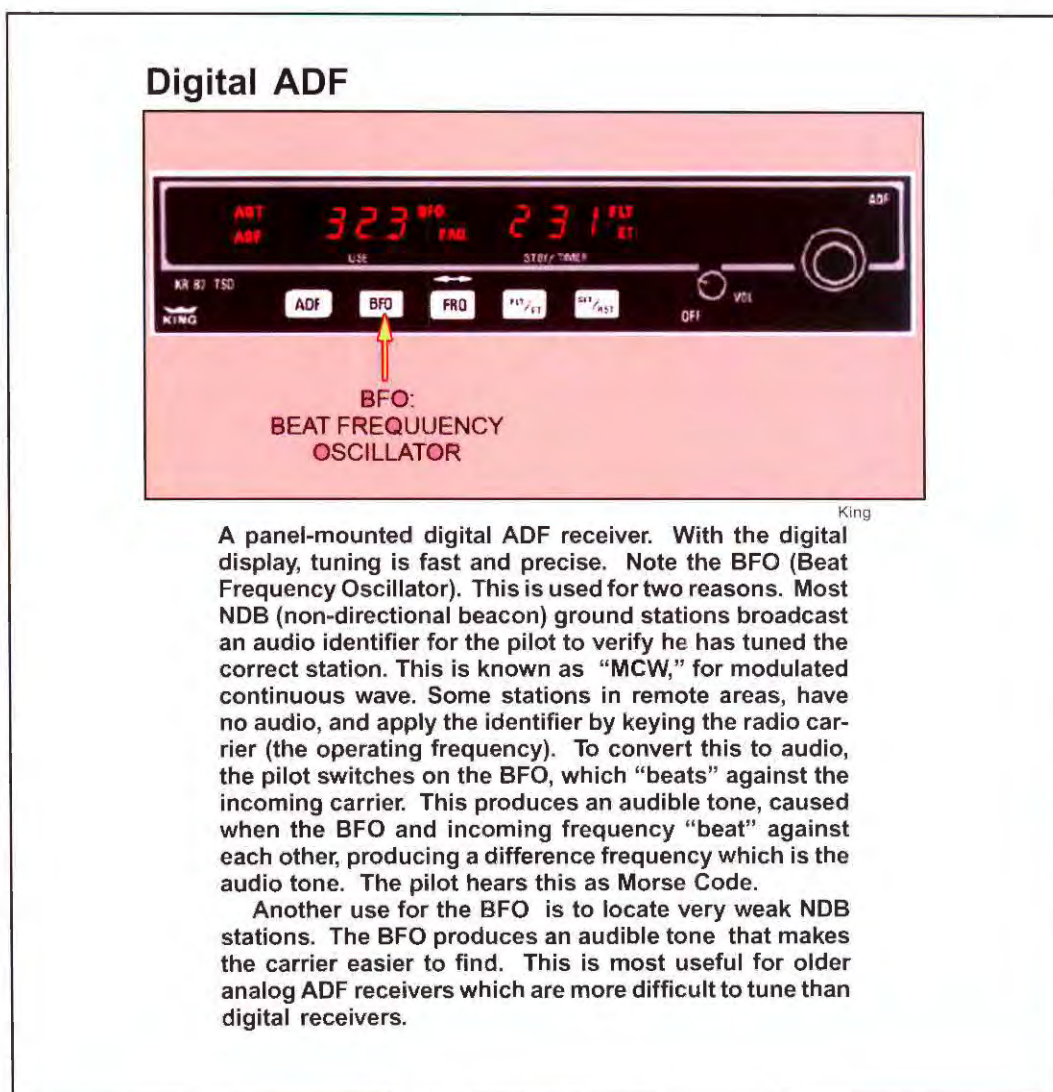 Digital ADF
ADF
ANT
ADF
323
BFO
FRQ
231
FLT
ET
USE
STBY/TIMER
KR 87 TSO
KING
ADF
BFO
FRQ
FLT/ET
SET/RST
OFF
VOL
BFO:
BEAT FREQUUENCY
OSCILLATOR
King
A panel-mounted digital ADF receiver. With the digital
display, tuning is fast and precise. Note the BFO (Beat
Frequency Oscillator). This is used for two reasons. Most
NDB (non-directional beacon) ground stations broadcast
an audio identifier for the pilot to verify he has tuned the
correct station. This is known as "MCW," for modulated
continuous wave. Some stations in remote areas, have
no audio, and apply the identifier by keying the radio car-
rier (the operating frequency). To convert this to audio,
the pilot switches on the BFO, which "beats" against the
incoming carrier. This produces an audible tone, caused
when the BFO and incoming frequency "beat" against
each other, producing a difference frequency which is the
audio tone. The pilot hears this as Morse Code.
Another use for the BFO is to locate very weak NDB
stations. The BFO produces an audible tone that makes
the carrier easier to find. This is most useful for older
analog ADF receivers which are more difficult to tune than
digital receivers.